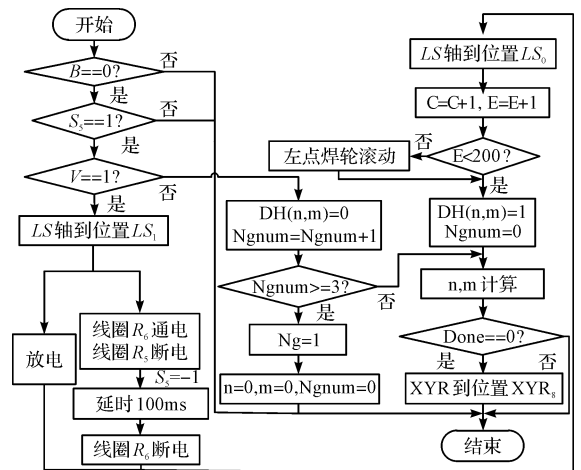 开始
B==0?
否
是
S₅==1?
否
是
V==1?
否
是
LS轴到位置LS₁
放电
线圈R₆通电
线圈R₅断电
S₅=-1
延时100ms
线圈R₆断电
DH(n,m)=0
Ngnum=Ngnum+1
Ngnum>=3?
否
是
Ng=1
n=0,m=0,Ngnum=0
LS轴到位置LS₀
C=C+1, E=E+1
E<200?
否
左点焊轮滚动
是
DH(n,m)=1
Ngnum=0
n,m计算
Done==0?
是
否
XYR到位置XYR₈
结束